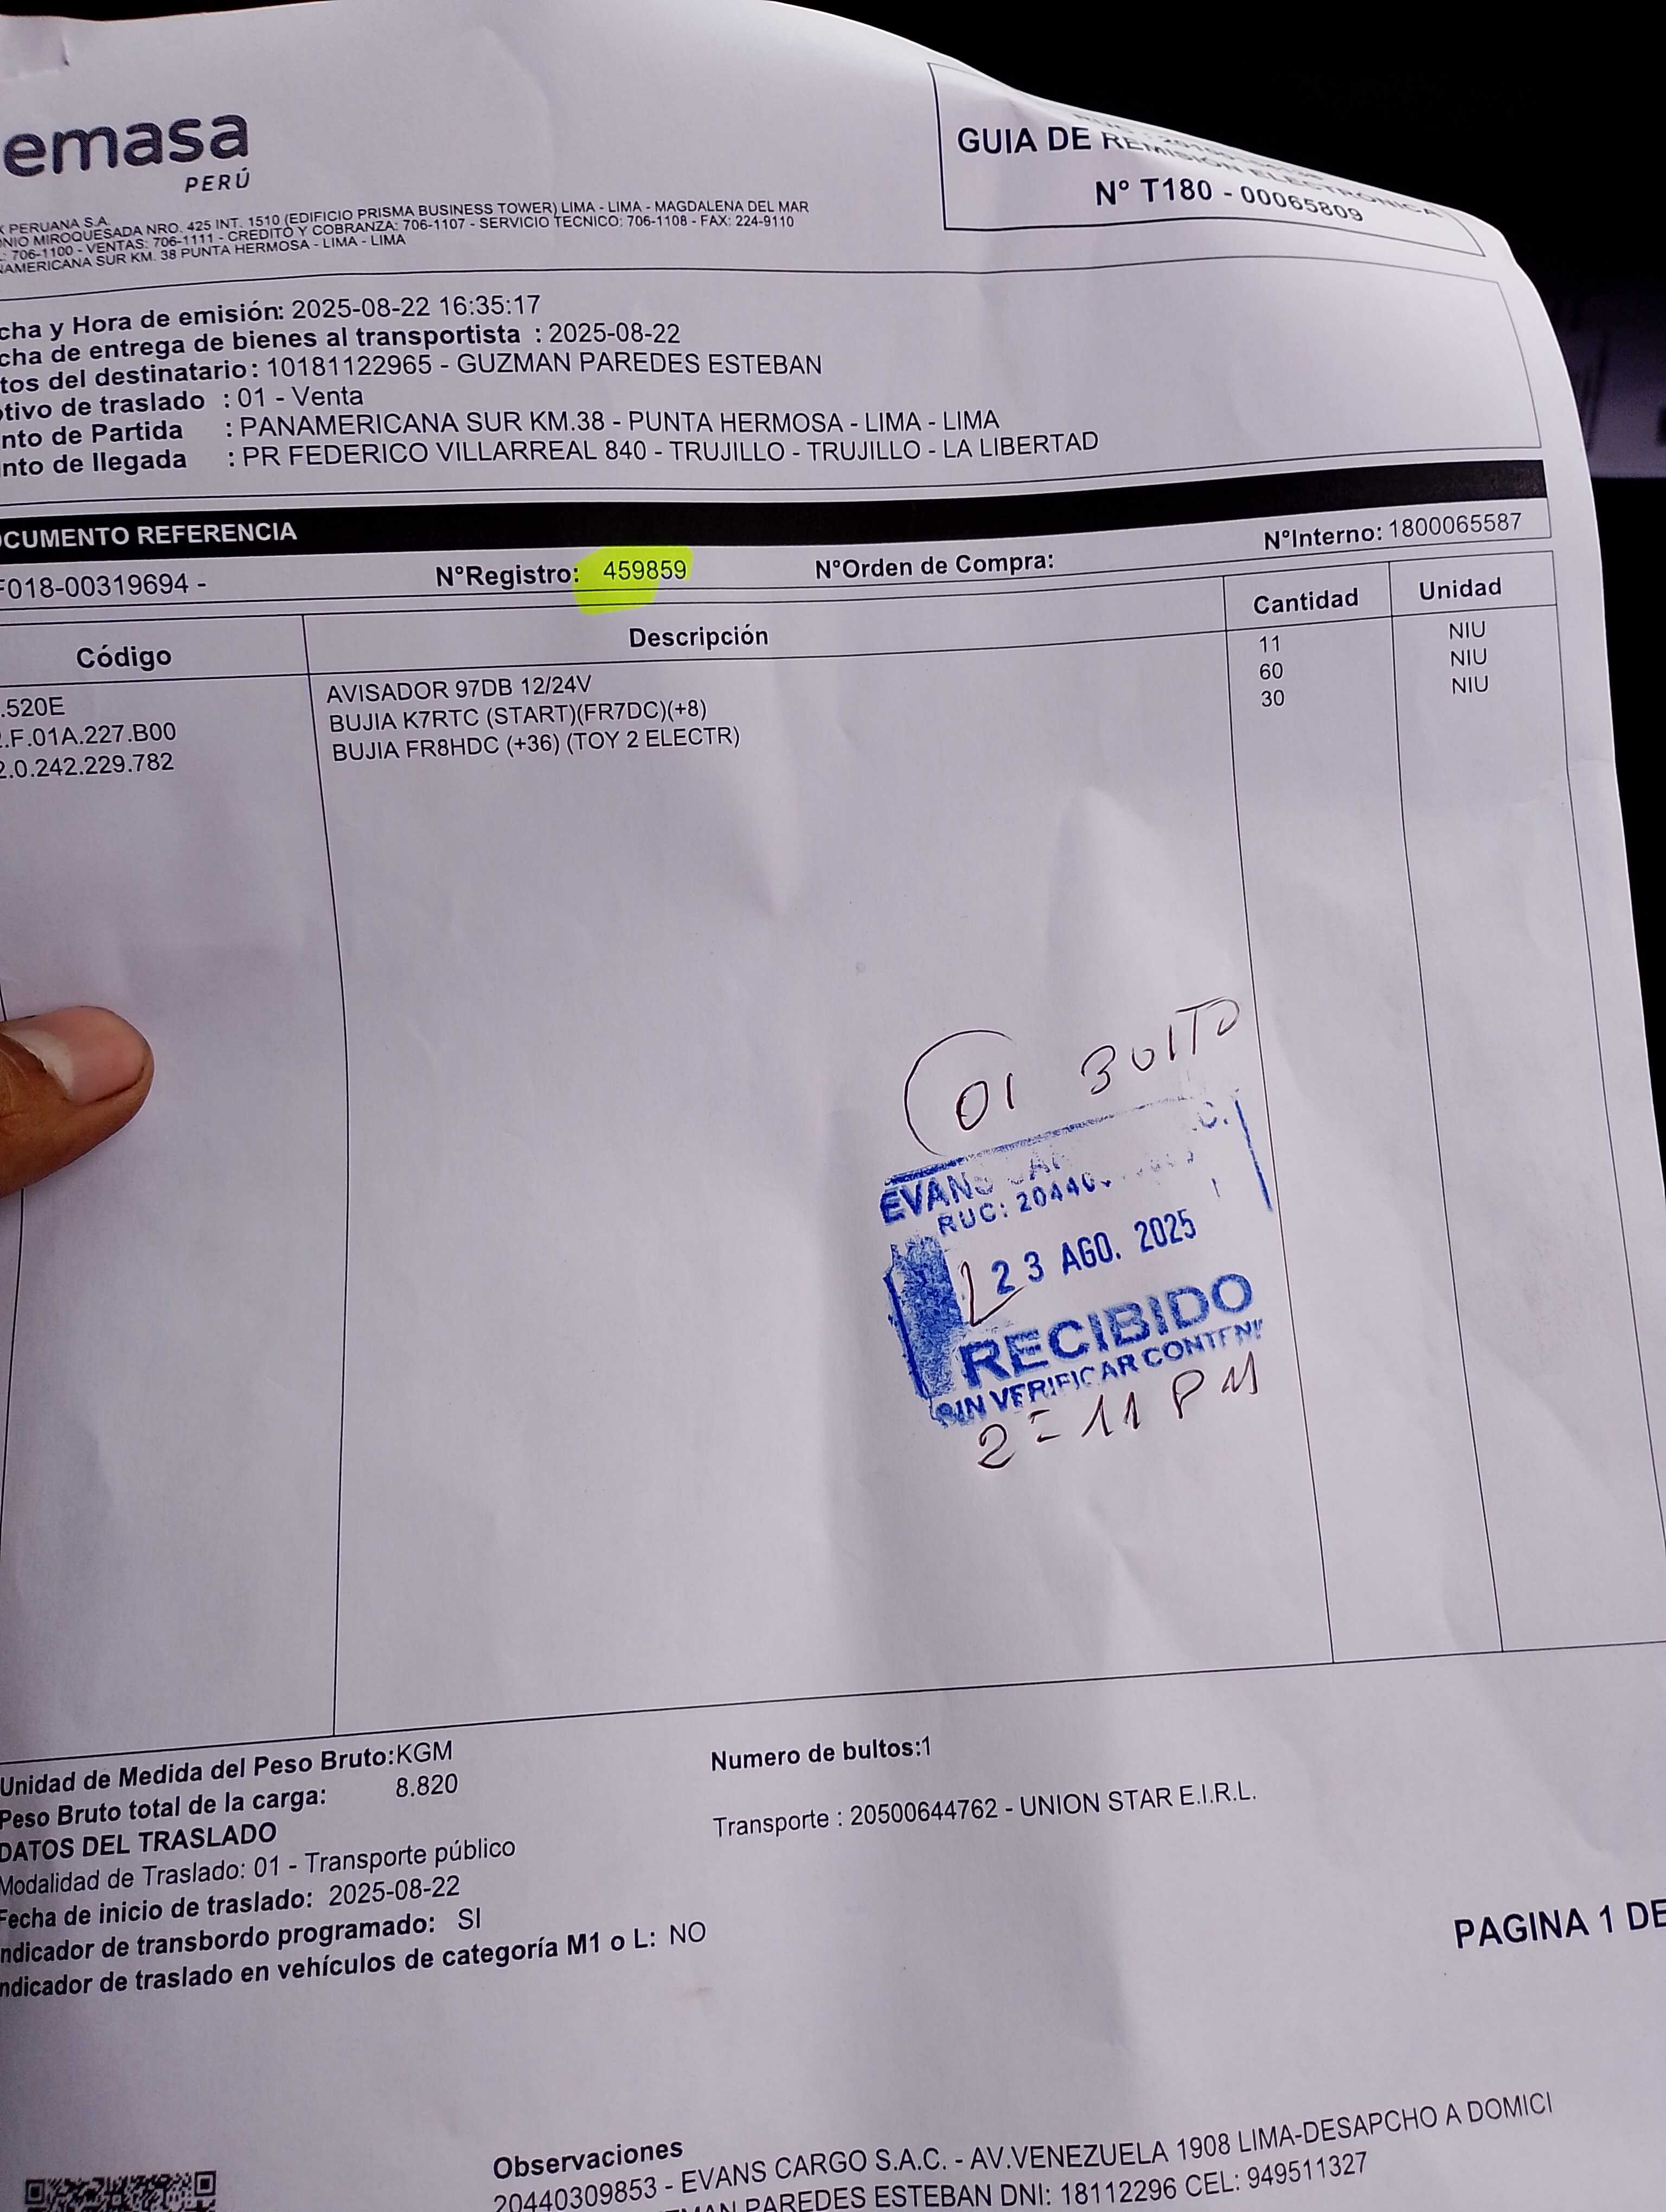 emasa
PERÚ
PERUANA S.A.
NIO MIROQUESADA NRO. 425 INT. 1510 (EDIFICIO PRISMA BUSINESS TOWER) LIMA - LIMA - MAGDALENA DEL MAR
: 706-1100 - VENTAS: 706-1111 - CREDITO Y COBRANZA: 706-1107 - SERVICIO TECNICO: 706-1108 - FAX: 224-9110
NAMERICANA SUR KM. 38 PUNTA HERMOSA - LIMA - LIMA
GUIA DE REMISION ELECTRONICA
N° T180 - 00065809
cha y Hora de emisión: 2025-08-22 16:35:17
cha de entrega de bienes al transportista : 2025-08-22
tos del destinatario: 10181122965 - GUZMAN PAREDES ESTEBAN
otivo de traslado : 01 - Venta
nto de Partida : PANAMERICANA SUR KM.38 - PUNTA HERMOSA - LIMA - LIMA
nto de llegada : PR FEDERICO VILLARREAL 840 - TRUJILLO - TRUJILLO - LA LIBERTAD
OCUMENTO REFERENCIA
F018-00319694 - N°Registro: 459859 N°Orden de Compra: N°Interno: 1800065587
Código Descripción Cantidad Unidad
.520E AVISADOR 97DB 12/24V 11 NIU
.F.01A.227.B00 BUJIA K7RTC (START)(FR7DC)(+8) 60 NIU
2.0.242.229.782 BUJIA FR8HDC (+36) (TOY 2 ELECTR) 30 NIU
01 BUlTO
EVANS
RUC: 20440
23 AGO. 2025
RECIBIDO
SIN VERIFICAR CONTENI
2 = 11 PM
Unidad de Medida del Peso Bruto:KGM Numero de bultos:1
Peso Bruto total de la carga: 8.820
DATOS DEL TRASLADO Transporte : 20500644762 - UNION STAR E.I.R.L.
Modalidad de Traslado: 01 - Transporte público
Fecha de inicio de traslado: 2025-08-22
ndicador de transbordo programado: SI
ndicador de traslado en vehículos de categoría M1 o L: NO
PAGINA 1 DE
Observaciones
20440309853 - EVANS CARGO S.A.C. - AV.VENEZUELA 1908 LIMA-DESAPCHO A DOMICI
MAN PAREDES ESTEBAN DNI: 18112296 CEL: 949511327